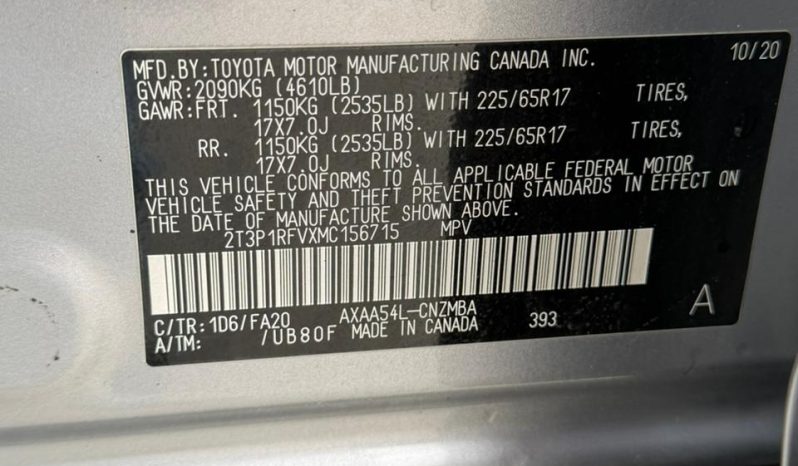 MFD.BY:TOYOTA MOTOR MANUFACTURING CANADA INC. 10/20
GVWR:2090KG (4610LB)
GAWR:FRT. 1150KG (2535LB) WITH 225/65R17 TIRES,
17X7.0J RIMS.
RR. 1150KG (2535LB) WITH 225/65R17 TIRES,
17X7.0J RIMS.
THIS VEHICLE CONFORMS TO ALL APPLICABLE FEDERAL MOTOR
VEHICLE SAFETY AND THEFT PREVENTION STANDARDS IN EFFECT ON
THE DATE OF MANUFACTURE SHOWN ABOVE.
2T3P1RFVXMC156715 MPV
C/TR:1D6/FA20 AXAA54L-CNZMBA 393 A
A/TM: /UB80F MADE IN CANADA